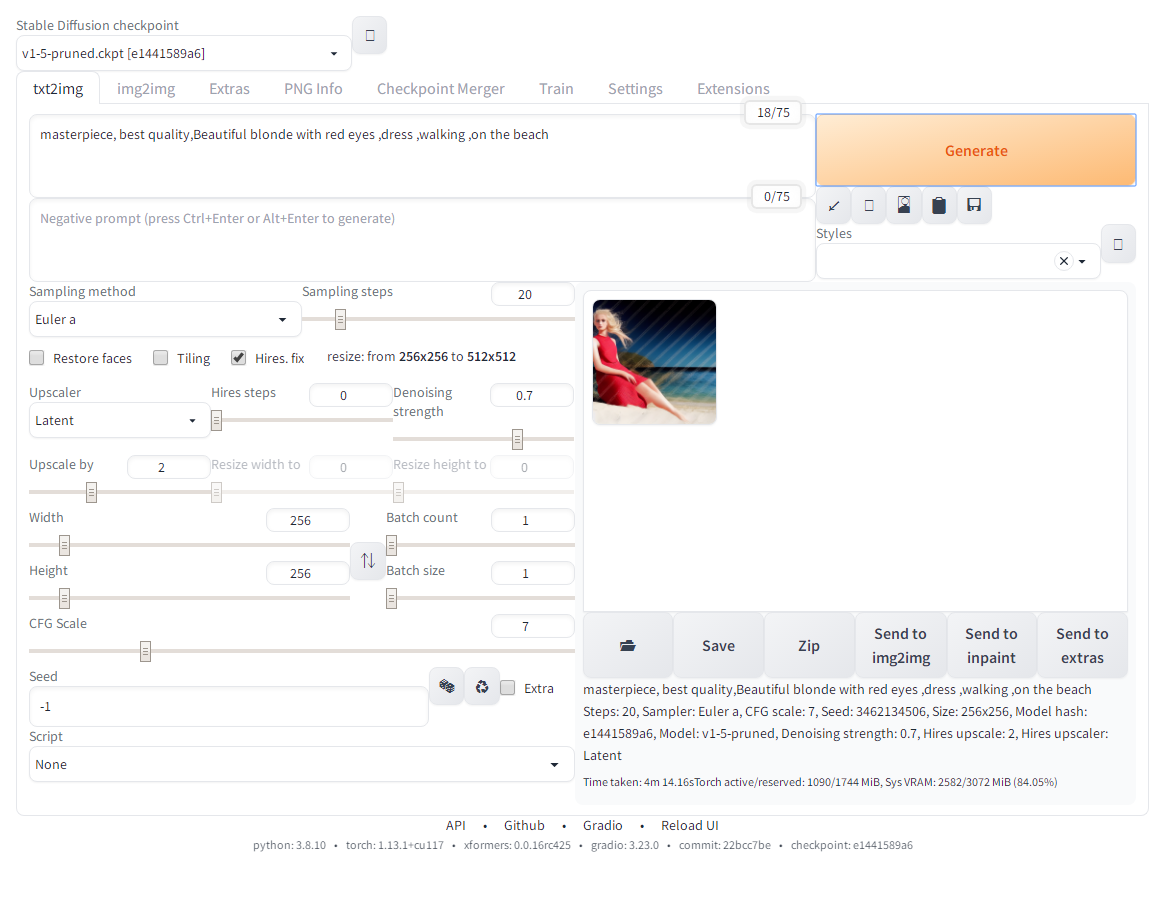 Stable Diffusion checkpoint
v1-5-pruned.ckpt [e1441589a6]
txt2img img2img Extras PNG Info Checkpoint Merger Train Settings Extensions
18/75
masterpiece, best quality,Beautiful blonde with red eyes ,dress ,walking ,on the beach
Generate
0/75
Negative prompt (press Ctrl+Enter or Alt+Enter to generate)
Styles
Sampling method
Euler a
Sampling steps
20
Restore faces
Tiling
Hires. fix
resize: from 256x256 to 512x512
Upscaler
Latent
Hires steps
0
Denoising
strength
0.7
Upscale by
2
Resize width to
0
Resize height to
0
Width
256
Batch count
1
Height
256
Batch size
1
CFG Scale
7
Seed
-1
Extra
Script
None
Save
Zip
Send to
img2img
Send to
inpaint
Send to
extras
masterpiece, best quality,Beautiful blonde with red eyes ,dress ,walking ,on the beach
Steps: 20, Sampler: Euler a, CFG scale: 7, Seed: 3462134506, Size: 256x256, Model hash:
e1441589a6, Model: v1-5-pruned, Denoising strength: 0.7, Hires upscale: 2, Hires upscaler:
Latent
Time taken: 4m 14.16sTorch active/reserved: 1090/1744 MiB, Sys VRAM: 2582/3072 MiB (84.05%)
API • Github • Gradio • Reload UI
python: 3.8.10 • torch: 1.13.1+cu117 • xformers: 0.0.16rc425 • gradio: 3.23.0 • commit: 22bcc7be • checkpoint: e1441589a6